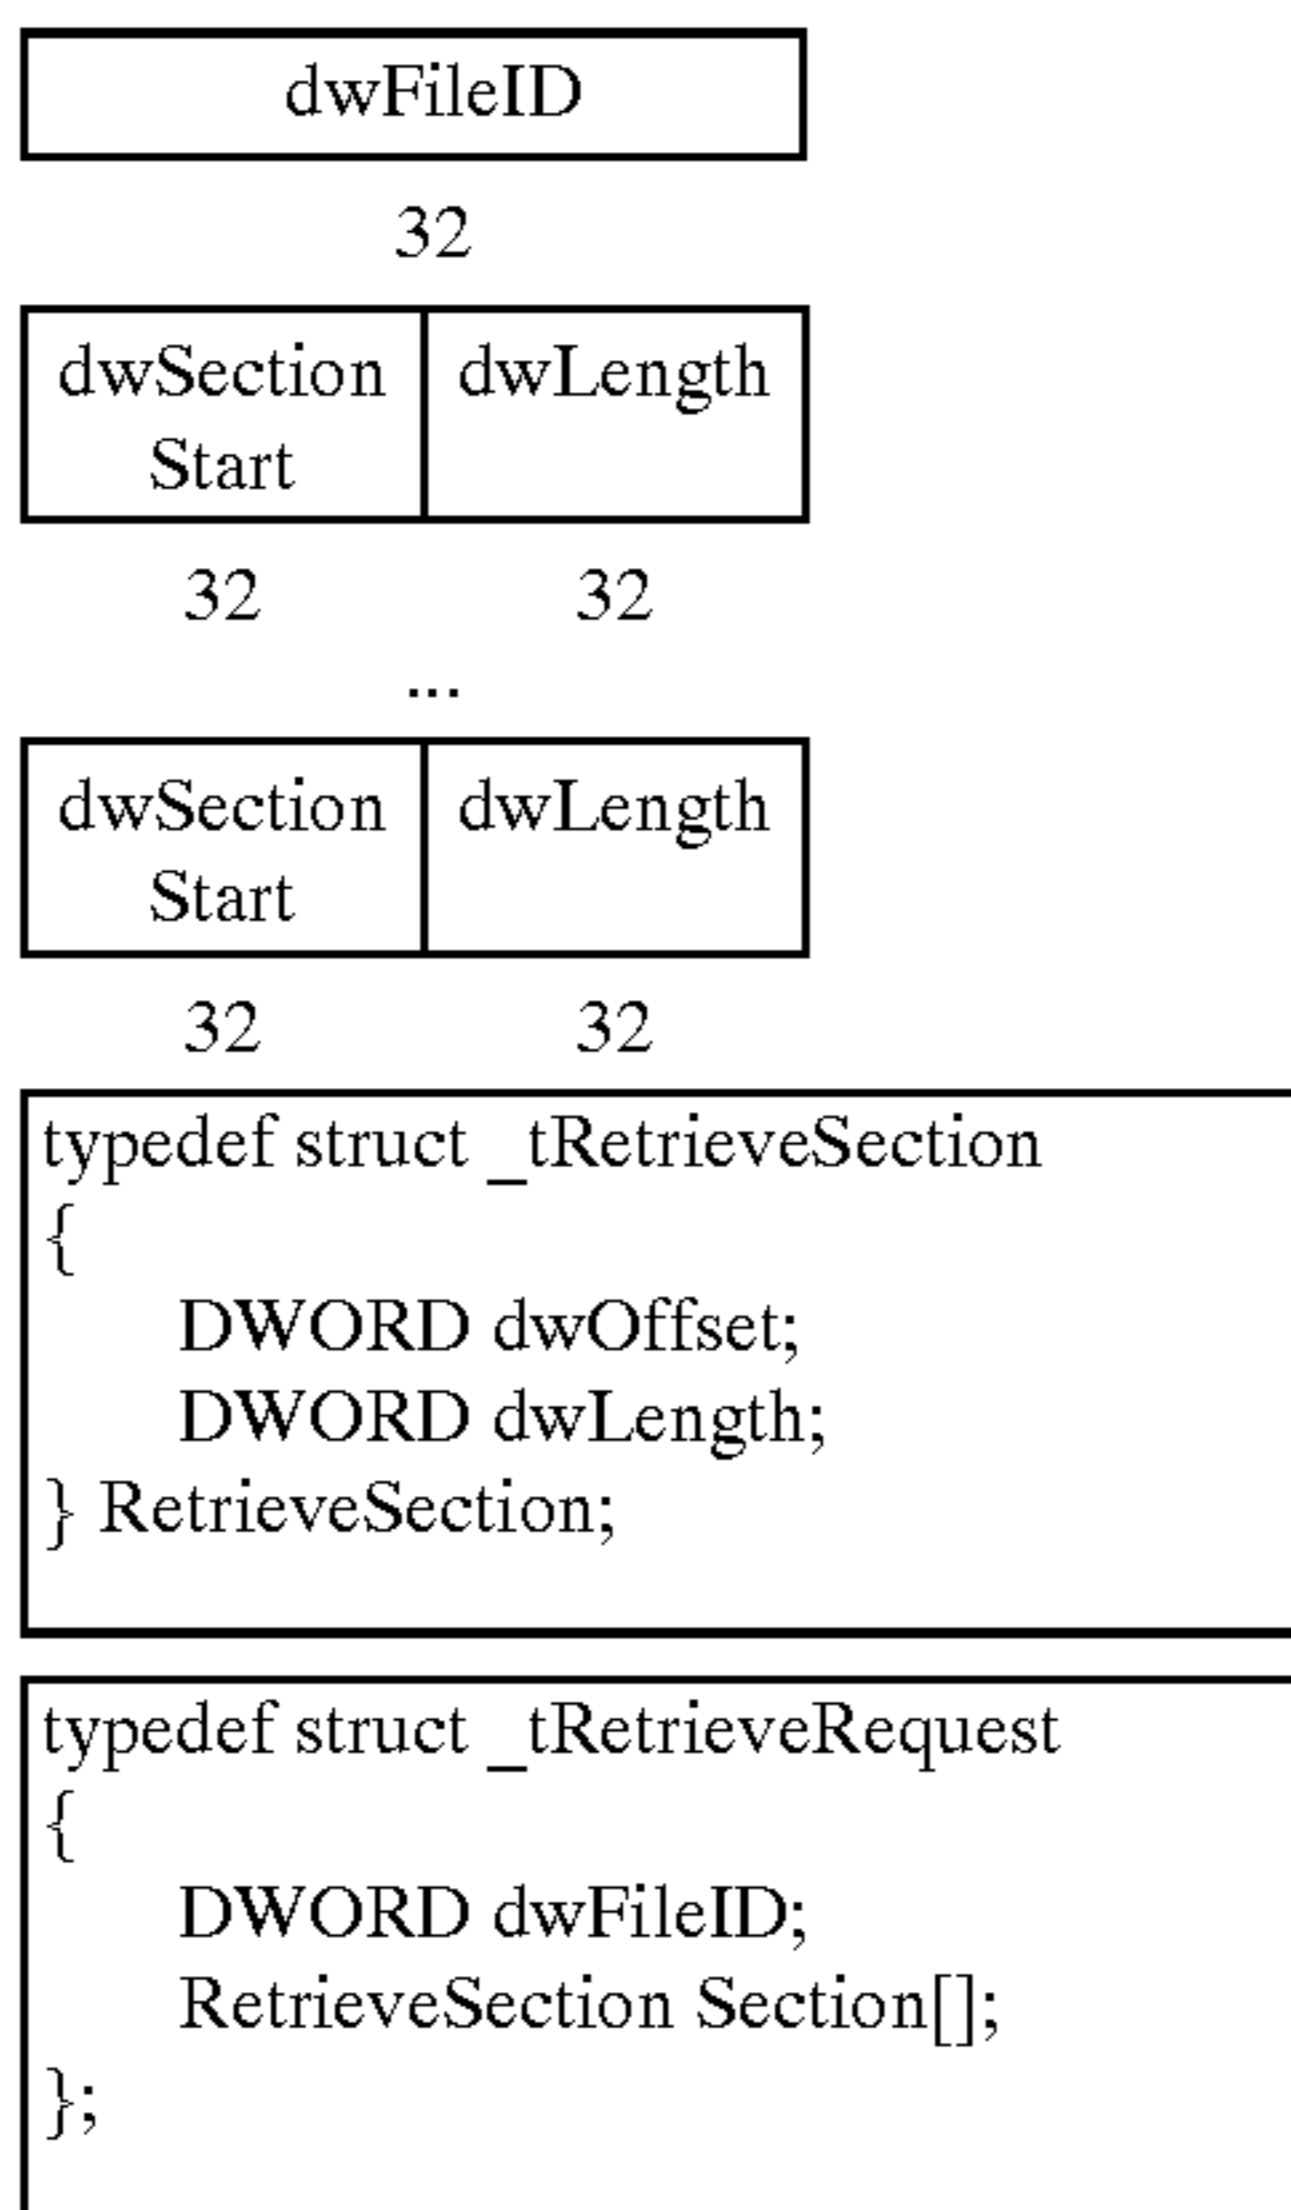 dwFileID
32
dwSection dwLength
Start
32 32
...
dwSection dwLength
Start
32 32
typedef struct _tRetrieveSection
{
DWORD dwOffset;
DWORD dwLength;
} RetrieveSection;
typedef struct _tRetrieveRequest
{
DWORD dwFileID;
RetrieveSection Section[];
};